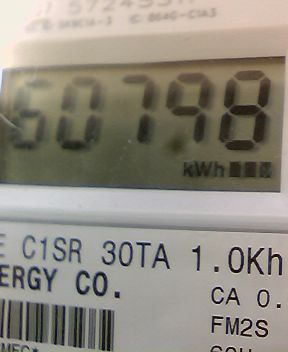 60798
kWh
E C1SR 30TA 1.0Kh
ERGY CO.
CA 0.
FM2S